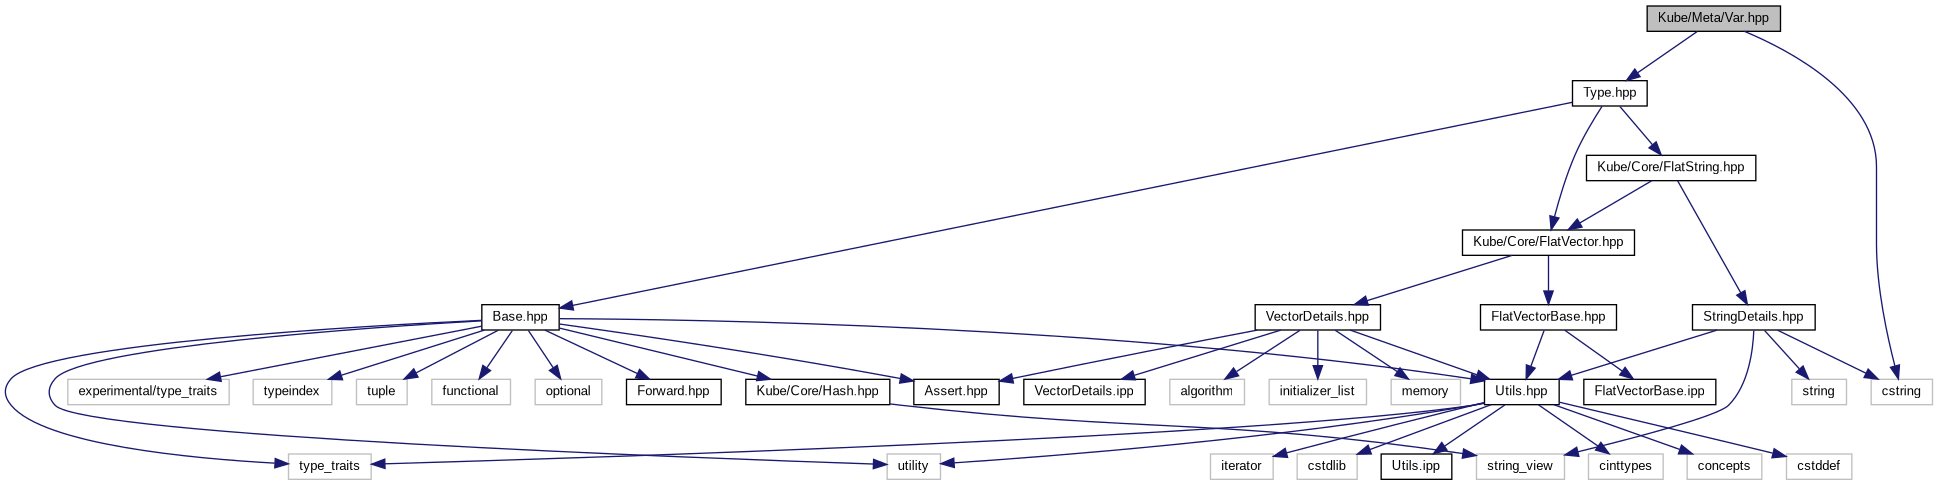 Kube/Meta/Var.hpp
Type.hpp
Kube/Core/FlatString.hpp
Kube/Core/FlatVector.hpp
Base.hpp
VectorDetails.hpp
FlatVectorBase.hpp
StringDetails.hpp
experimental/type_traits
typeindex
tuple
functional
optional
Forward.hpp
Kube/Core/Hash.hpp
Assert.hpp
VectorDetails.ipp
algorithm
initializer_list
memory
Utils.hpp
FlatVectorBase.ipp
string
cstring
type_traits
utility
iterator
cstdlib
Utils.ipp
string_view
cinttypes
concepts
cstddef